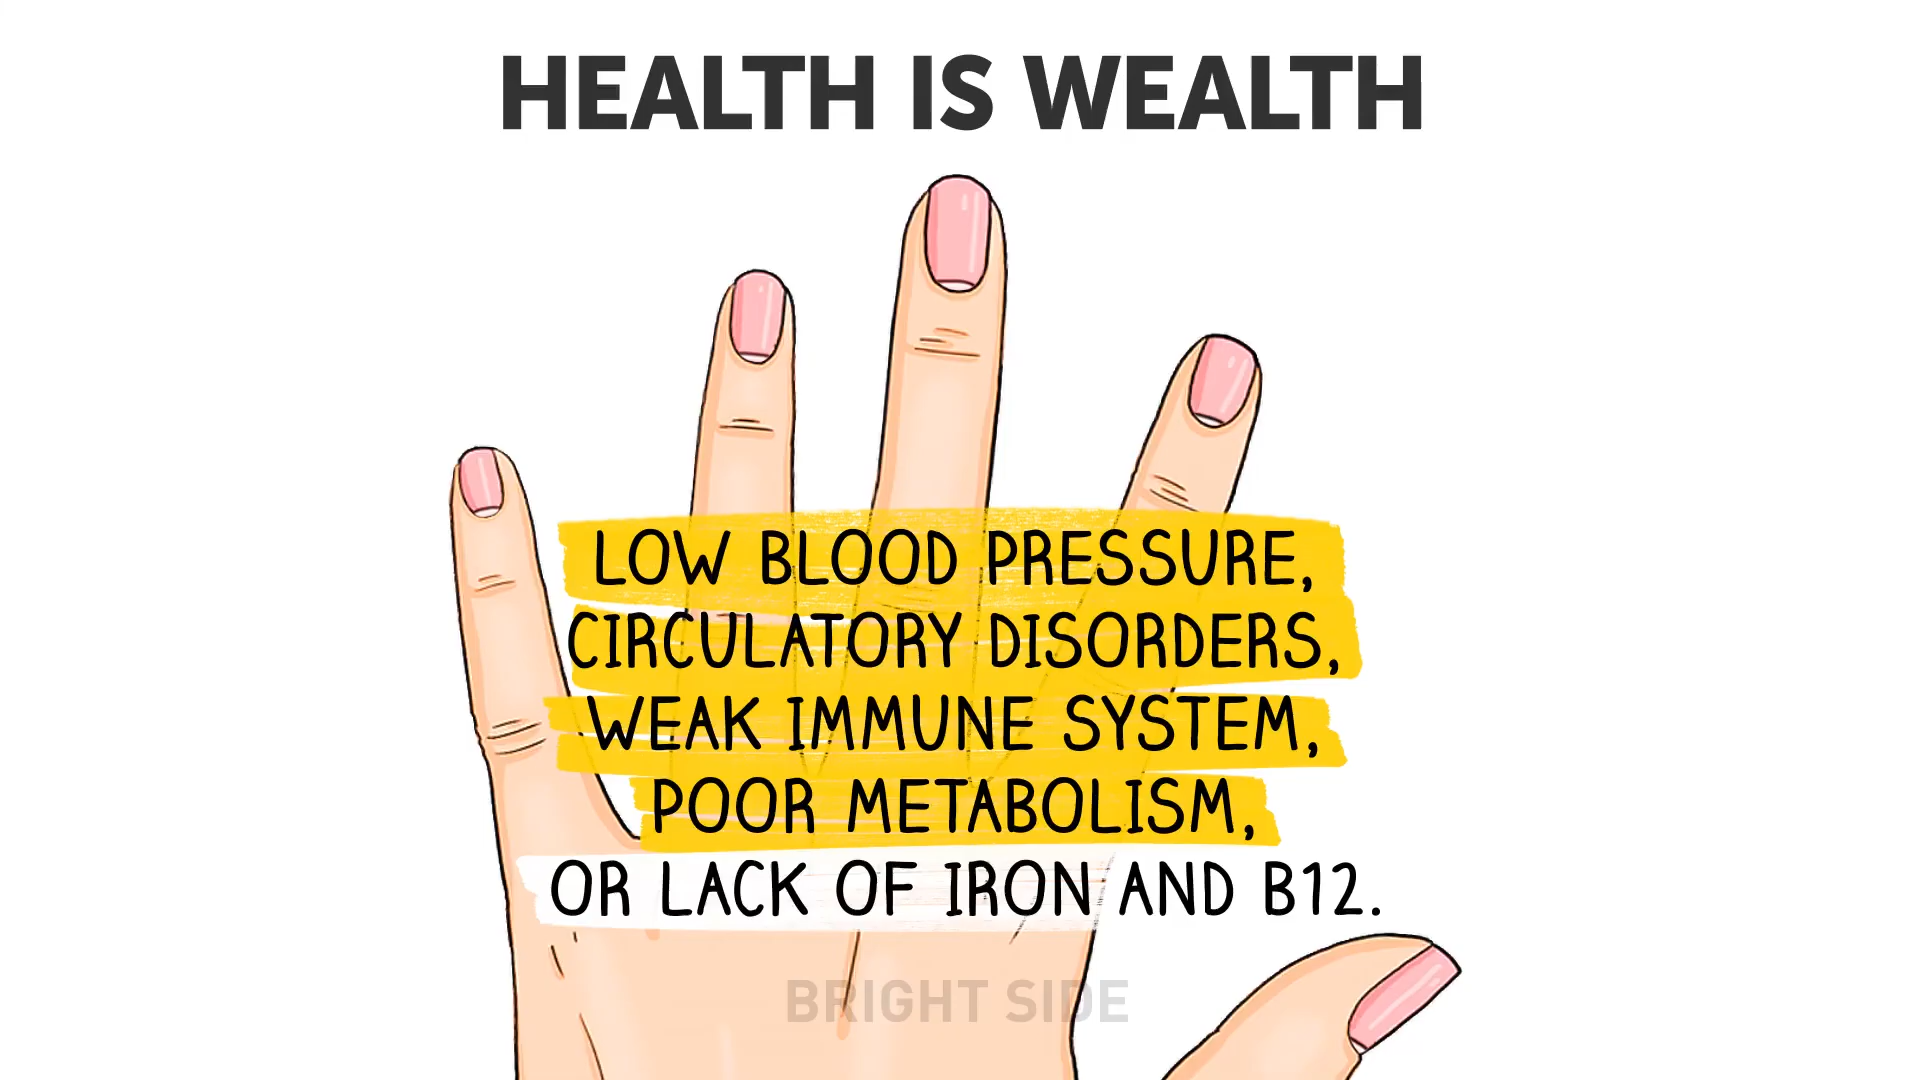 HEALTH IS WEALTH
LOW BLOOD PRESSURE,
CIRCULATORY DISORDERS,
WEAK IMMUNE SYSTEM,
POOR METABOLISM,
OR LACK OF IRON AND B12.
BRIGHT SIDE